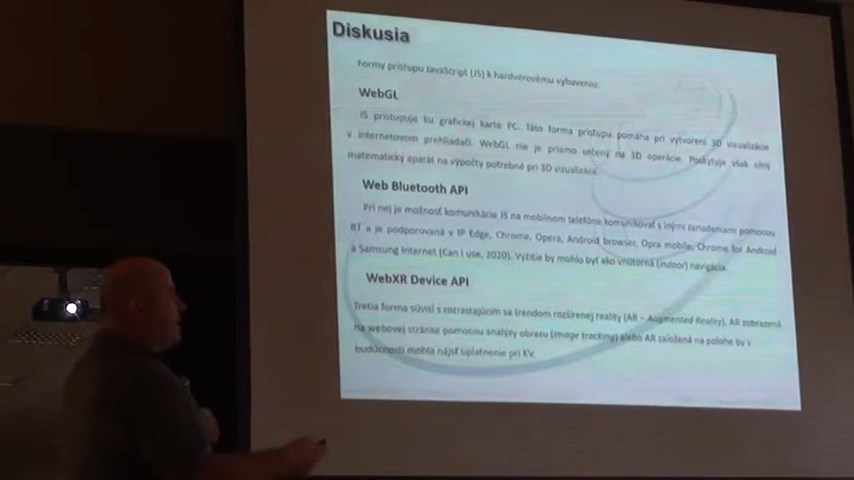 Diskusia
Formy prístupu JavaScript (JS) k hardvérovému vybaveniu:
WebGL
JS pristupuje ku grafickej karte PC. Táto forma prístupu pomáha pri vytvorení 3D vizualizácie
v internetovom prehliadači. WebGL nie je priamo určený na 3D operácie. Poskytuje však silný
matematický aparát na výpočty potrebné pri 3D vizualizácii.
Web Bluetooth API
Pri nej je možnosť komunikácie JS na mobilnom telefóne komunikovať s inými zariadeniami pomocou
BT a je podporovaná v IP Edge, Chrome, Opera, Android browser, Opra mobile, Chrome for Android
a Samsung Internet (Can I use, 2020). Využitie by mohlo byť ako vnútorná (indoor) navigácia.
WebXR Device API
Tretia forma súvisí s rozrastajúcim sa trendom rozšírenej reality (AR – Augmented Reality). AR zobrazená
na webovej stránke pomocou analýzy obrazu (image tracking) alebo AR založená na polohe by v
budúcnosti mohla nájsť uplatnenie pri KV.